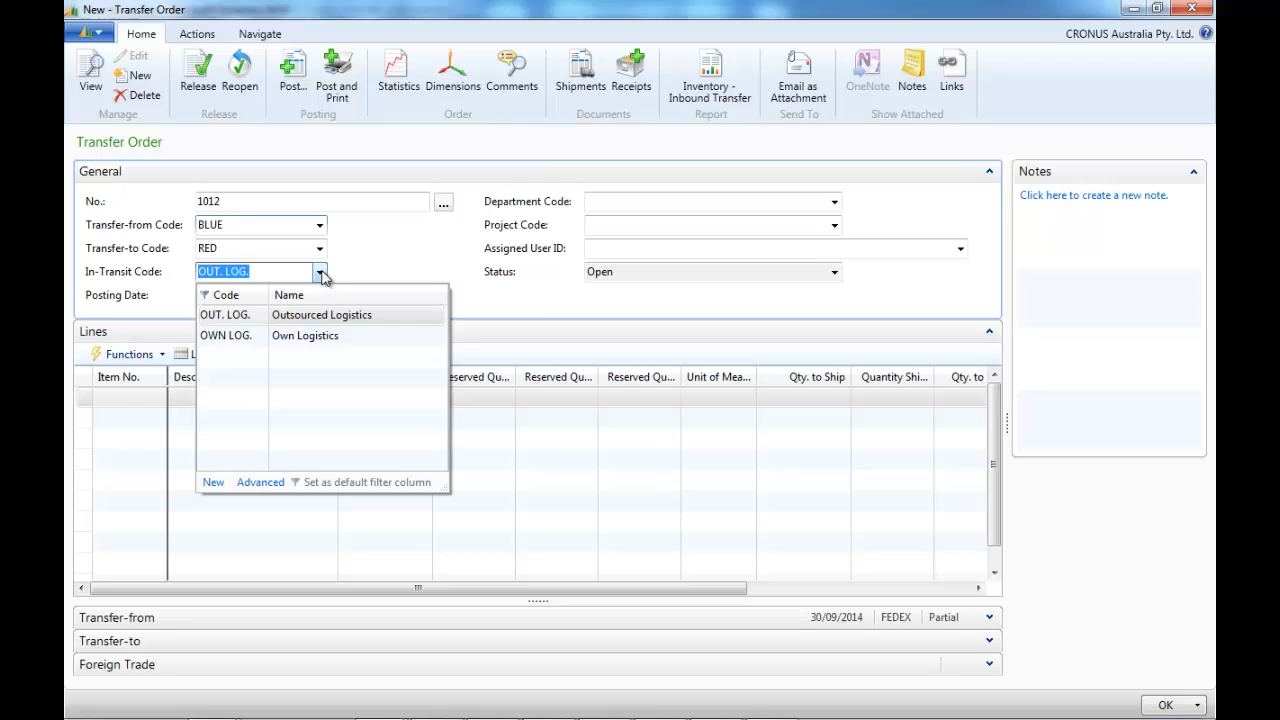 New - Transfer Order
Home Actions Navigate CRONUS Australia Pty. Ltd.
View Edit New Delete Release Reopen Post... Post and Print Statistics Dimensions Comments Shipments Receipts Inventory - Inbound Transfer Email as Attachment OneNote Notes Links
Manage Release Posting Order Documents Report Send To Show Attached
Transfer Order
General
No.: 1012 ... Department Code:
Transfer-from Code: BLUE Project Code:
Transfer-to Code: RED Assigned User ID:
In-Transit Code: OUT. LOG. Status: Open
Posting Date:
Code Name
OUT. LOG. Outsourced Logistics
OWN LOG. Own Logistics
New Advanced Set as default filter column
Lines
Functions L
Item No. Desc eserved Qu... Reserved Qu... Reserved Qu... Unit of Mea... Qty. to Ship Quantity Shi... Qty. to
Transfer-from 30/09/2014 FEDEX Partial
Transfer-to
Foreign Trade
Notes
Click here to create a new note.
OK